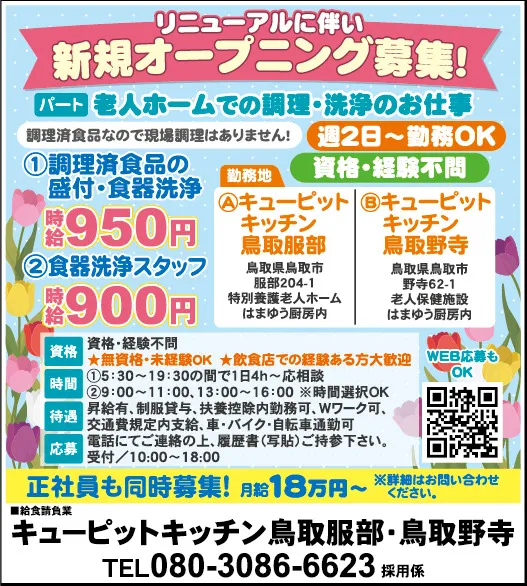 リニューアルに伴い
新規オープニング募集!
パート 老人ホームでの調理・洗浄のお仕事
調理済食品なので現場調理はありません!
週2日〜勤務OK
資格・経験不問
①調理済食品の
盛付・食器洗浄
時給950円
②食器洗浄スタッフ
時給900円
勤務地
Ⓐキューピット
キッチン
鳥取服部
鳥取県鳥取市
服部204-1
特別養護老人ホーム
はまゆう厨房内
Ⓑキューピット
キッチン
鳥取野寺
鳥取県鳥取市
野寺62-1
老人保健施設
はまゆう厨房内
資格 資格・経験不問
★無資格・未経験OK ★飲食店での経験ある方大歓迎
時間 ①5:30〜19:30の間で1日4h〜応相談
②9:00〜11:00、13:00〜16:00 ※時間選択OK
待遇 昇給有、制服貸与、扶養控除内勤務可、Wワーク可、
交通費規定内支給、車・バイク・自転車通勤可
応募 電話にてご連絡の上、履歴書(写貼)ご持参下さい。
受付/10:00〜18:00
WEB応募も
OK
正社員も同時募集! 月給18万円〜 ※詳細はお問い合わせ
ください。
■給食請負業
キューピットキッチン鳥取服部・鳥取野寺
TEL080-3086-6623 採用係